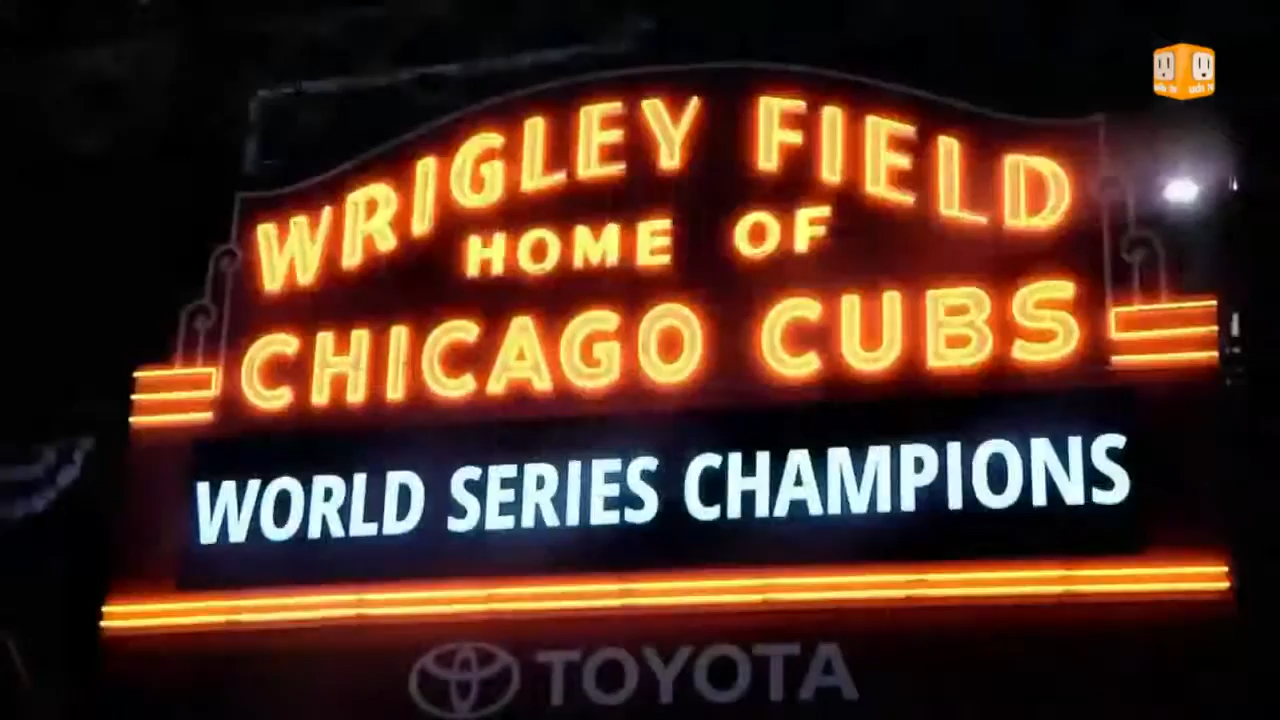 WRIGLEY FIELD
HOME OF
CHICAGO CUBS
WORLD SERIES CHAMPIONS
TOYOTA